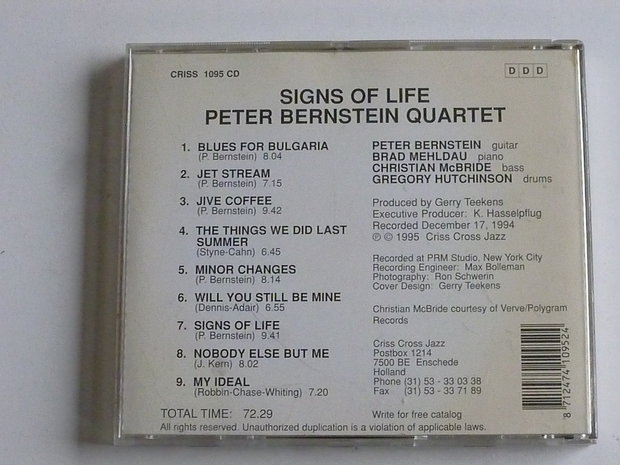 CRISS 1095 CD
DDD
SIGNS OF LIFE
PETER BERNSTEIN QUARTET
1. BLUES FOR BULGARIA
(P. Bernstein) 8.04
2. JET STREAM
(P. Bernstein) 7.15
3. JIVE COFFEE
(P. Bernstein) 9.42
4. THE THINGS WE DID LAST
SUMMER
(Styne-Cahn) 6.45
5. MINOR CHANGES
(P. Bernstein) 8.14
6. WILL YOU STILL BE MINE
(Dennis-Adair) 6.55
7. SIGNS OF LIFE
(P. Bernstein) 9.41
8. NOBODY ELSE BUT ME
(J. Kern) 8.02
9. MY IDEAL
(Robbin-Chase-Whiting) 7.20
TOTAL TIME: 72.29
PETER BERNSTEIN guitar
BRAD MEHLDAU piano
CHRISTIAN McBRIDE bass
GREGORY HUTCHINSON drums
Produced by Gerry Teekens
Executive Producer: K. Hasselpflug
Recorded December 17, 1994
℗ © 1995 Criss Cross Jazz
Recorded at PRM Studio, New York City
Recording Engineer: Max Bolleman
Photography: Ron Schwerin
Cover Design: Gerry Teekens
Christian McBride courtesy of Verve/Polygram
Records
Criss Cross Jazz
Postbox 1214
7500 BE Enschede
Holland
Phone (31) 53 - 33 03 38
Fax (31) 53 - 33 71 89
Write for free catalog
8 712474 109524
All rights reserved. Unauthorized duplication is a violation of applicable laws.